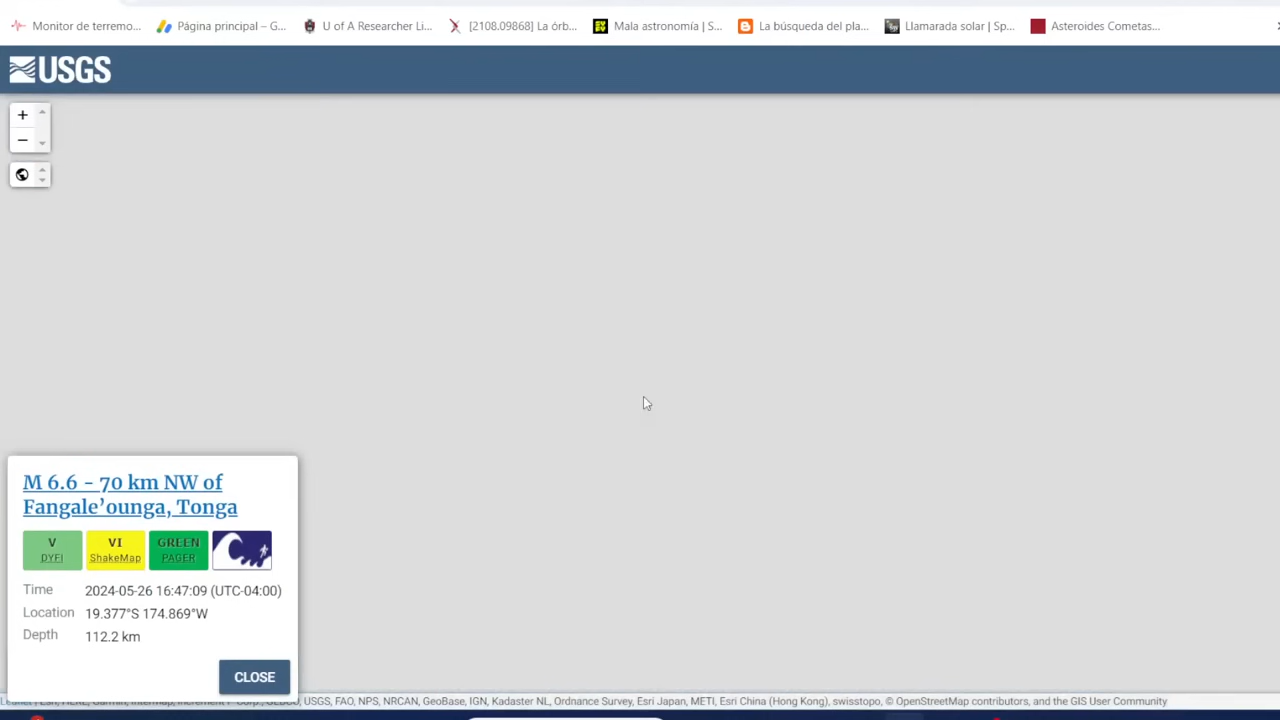 Monitor de terremo... Página principal – G... U of A Researcher Li... [2108.09868] La órb... Mala astronomía | S... La búsqueda del pla... Llamarada solar | Sp... Asteroides Cometas...
USGS
+
−
M 6.6 - 70 km NW of
Fangale’ounga, Tonga
V VI GREEN
DYFI ShakeMap PAGER
Time 2024-05-26 16:47:09 (UTC-04:00)
Location 19.377°S 174.869°W
Depth 112.2 km
CLOSE
USGS, FAO, NPS, NRCAN, GeoBase, IGN, Kadaster NL, Ordnance Survey, Esri Japan, METI, Esri China (Hong Kong), swisstopo, © OpenStreetMap contributors, and the GIS User Community